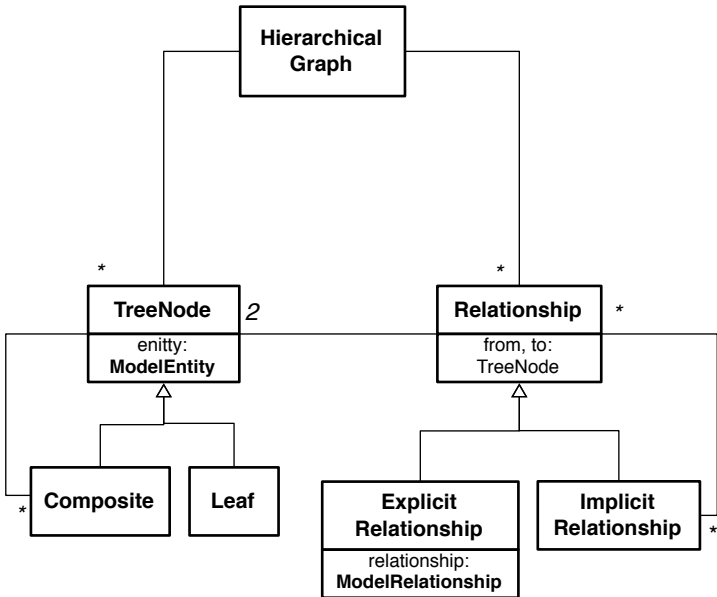 Hierarchical
Graph
*
*
TreeNode
2
Relationship
*
enitty:
ModelEntity
from, to:
TreeNode
Composite
*
Leaf
Explicit
Relationship
relationship:
ModelRelationship
Implicit
Relationship
*